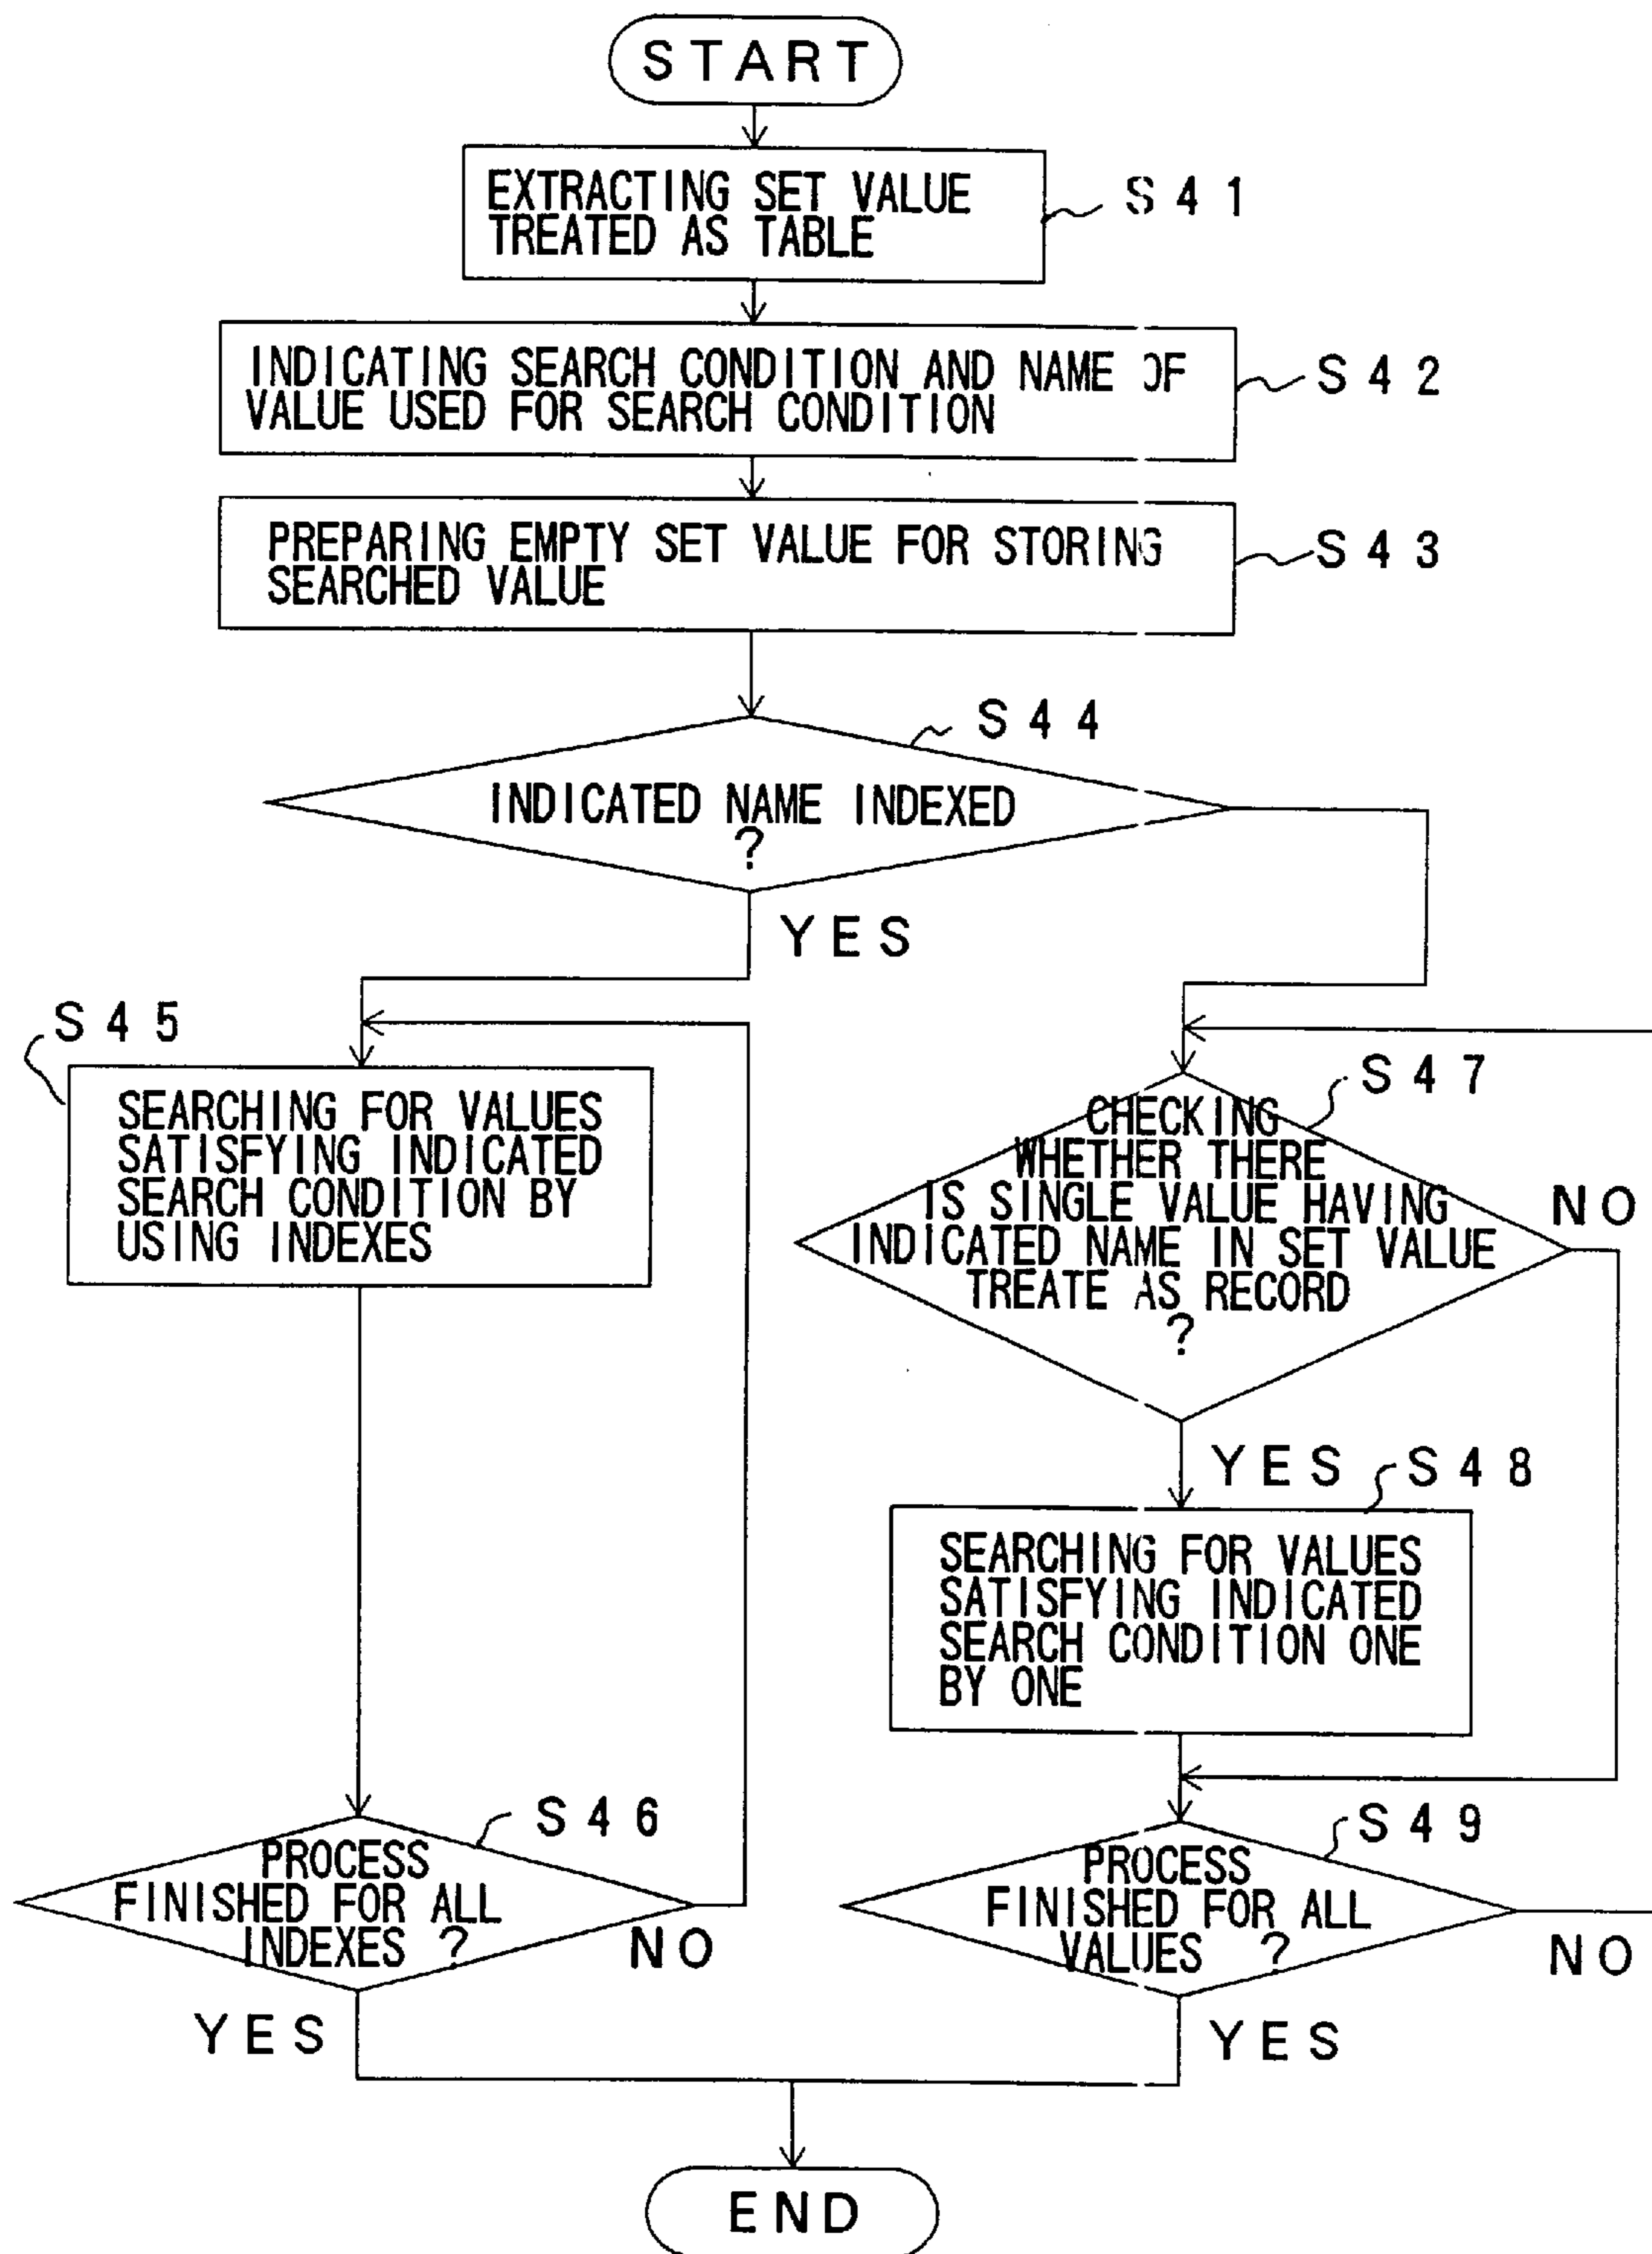 START
EXTRACTING SET VALUE
TREATED AS TABLE
S41
INDICATING SEARCH CONDITION AND NAME OF
VALUE USED FOR SEARCH CONDITION
S42
PREPARING EMPTY SET VALUE FOR STORING
SEARCHED VALUE
S43
S44
INDICATED NAME INDEXED
?
YES
S45
SEARCHING FOR VALUES
SATISFYING INDICATED
SEARCH CONDITION BY
USING INDEXES
S47
CHECKING
WHETHER THERE
IS SINGLE VALUE HAVING
INDICATED NAME IN SET VALUE
TREATE AS RECORD
?
NO
YES
S48
SEARCHING FOR VALUES
SATISFYING INDICATED
SEARCH CONDITION ONE
BY ONE
S46
PROCESS
FINISHED FOR ALL
INDEXES ?
NO
YES
S49
PROCESS
FINISHED FOR ALL
VALUES ?
NO
YES
END